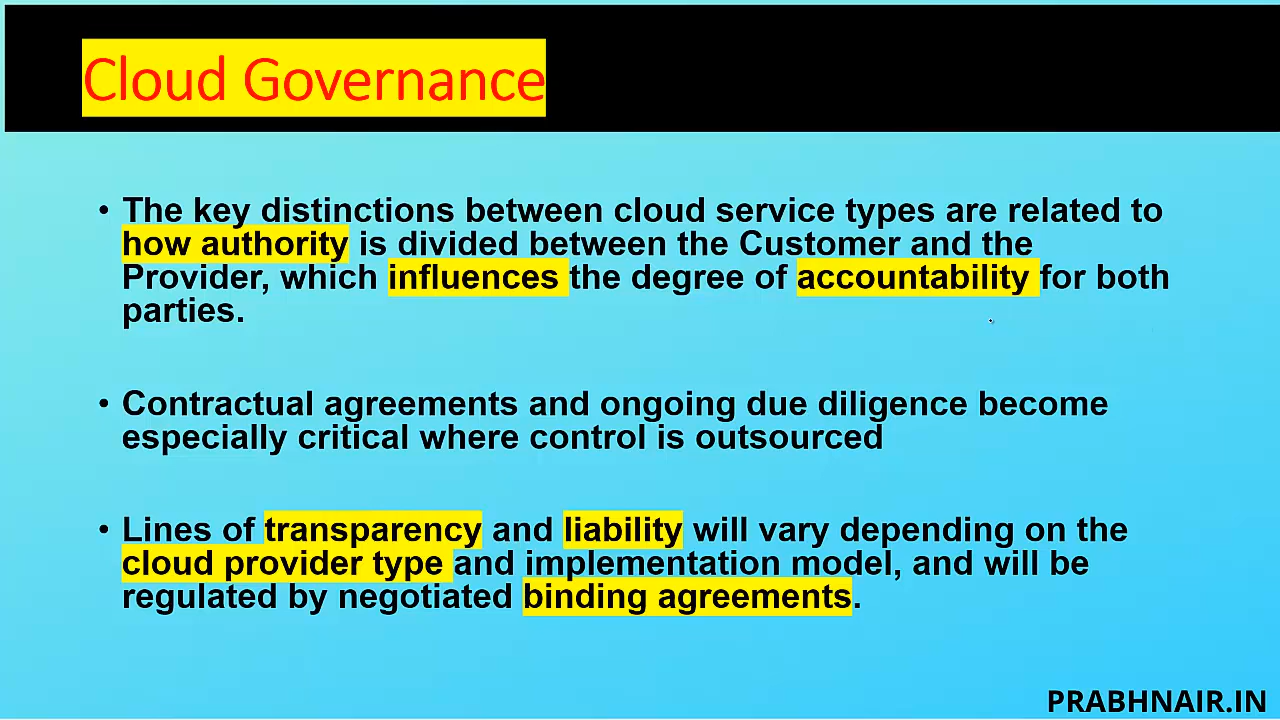 Cloud Governance
• The key distinctions between cloud service types are related to
how authority is divided between the Customer and the
Provider, which influences the degree of accountability for both
parties.
• Contractual agreements and ongoing due diligence become
especially critical where control is outsourced
• Lines of transparency and liability will vary depending on the
cloud provider type and implementation model, and will be
regulated by negotiated binding agreements.
PRABHNAIR.IN